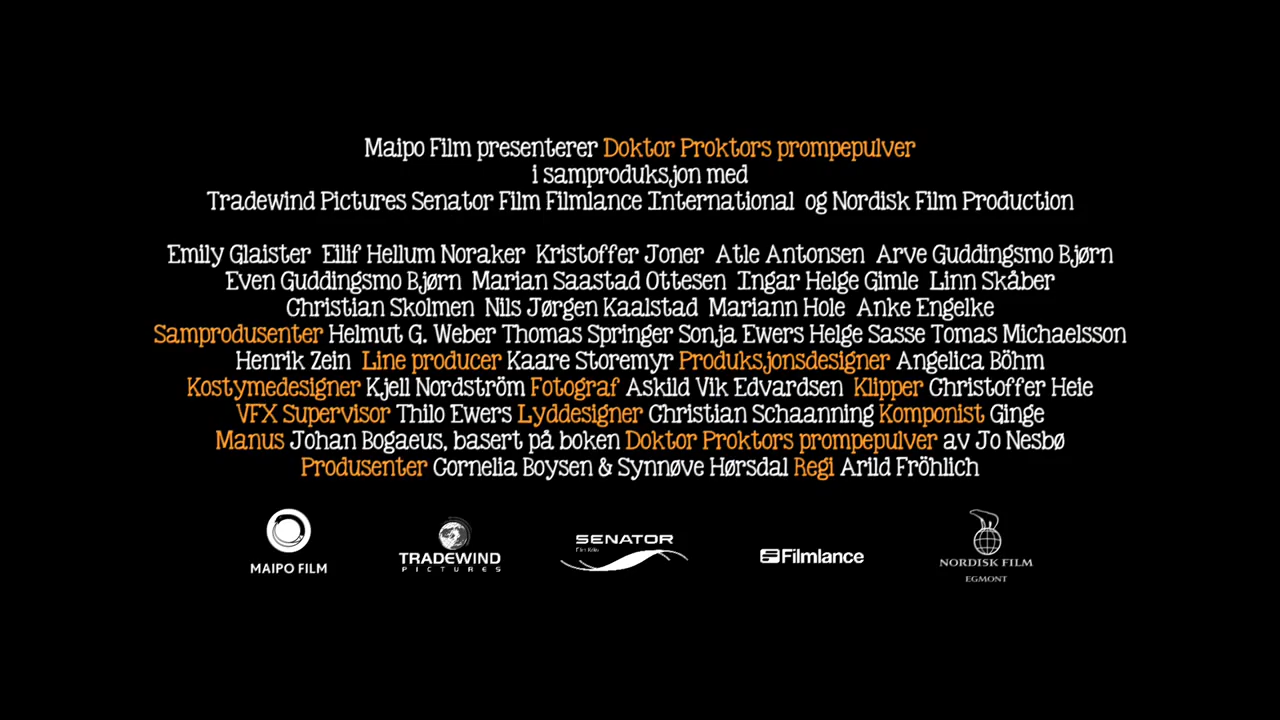 Maipo Film presenterer Doktor Proktors prompepulver
i samproduksjon med
Tradewind Pictures Senator Film Filmlance International og Nordisk Film Production
Emily Glaister Eilif Hellum Noraker Kristoffer Joner Atle Antonsen Arve Guddingsmo Bjørn
Even Guddingsmo Bjørn Marian Saastad Ottesen Ingar Helge Gimle Linn Skåber
Christian Skolmen Nils Jørgen Kaalstad Mariann Hole Anke Engelke
Samprodusenter Helmut G. Weber Thomas Springer Sonja Ewers Helge Sasse Tomas Michaelsson
Henrik Zein Line producer Kaare Storemyr Produksjonsdesigner Angelica Böhm
Kostymedesigner Kjell Nordström Fotograf Askild Vik Edvardsen Klipper Christoffer Heie
VFX Supervisor Thilo Ewers Lyddesigner Christian Schaanning Komponist Ginge
Manus Johan Bogaeus, basert på boken Doktor Proktors prompepulver av Jo Nesbø
Produsenter Cornelia Boysen & Synnøve Hørsdal Regi Arild Fröhlich
MAIPO FILM
TRADEWIND
PICTURES
SENATOR
Filmlance
NORDISK FILM
EGMONT